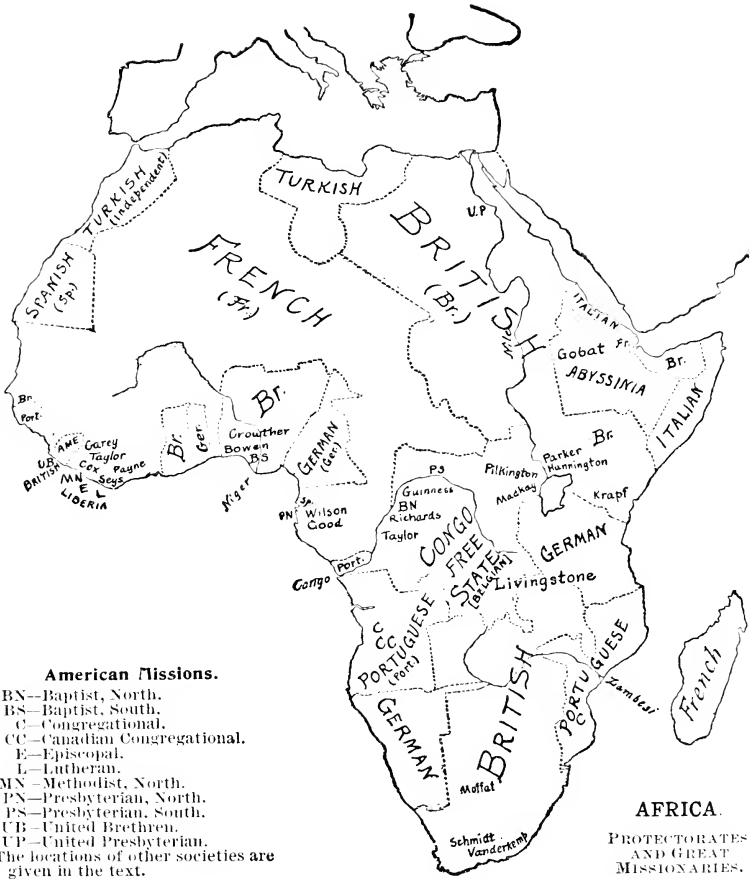 TURKISH
(Independent)
TURKISH
U.P
BRITISH
(Br.)
SPANISH
(Sp.)
FRENCH
(Fr.)
Nile
ITALIAN
Gobat Fr.
Br.
ABYSSINIA
ITALIAN
Br.
Port.
AME
Carey
Taylor
Cox Payne
Seys
UB
BRITISH
MN
E L
LIBERIA
Br.
Ger.
Br.
Crowther
Bowen
BS
GERMAN
(Ger)
Niger
PS
Pilkington
Parker
Hunnington
Br.
Mackay
Krapf
PN
Sp.
Wilson
Good
Guinness
BN
Richards
Taylor
CONGO
FREE
STATE
[BELGIAN]
GERMAN
Livingstone
Congo
Port.
C
CC
PORTUGUESE
(Port)
PORTUGUESE
C
Zambesi
French
GERMAN
BRITISH
Moffat
Schmidt
Vanderkemp
American Missions.
BN--Baptist, North.
BS—Baptist, South.
C—Congregational.
CC—Canadian Congregational.
E—Episcopal.
L—Lutheran.
MN—Methodist, North.
PN—Presbyterian, North.
PS—Presbyterian, South.
UB—United Brethren.
UP—United Presbyterian.
The locations of other societies are
given in the text.
AFRICA.
PROTECTORATES
AND GREAT
MISSIONARIES.